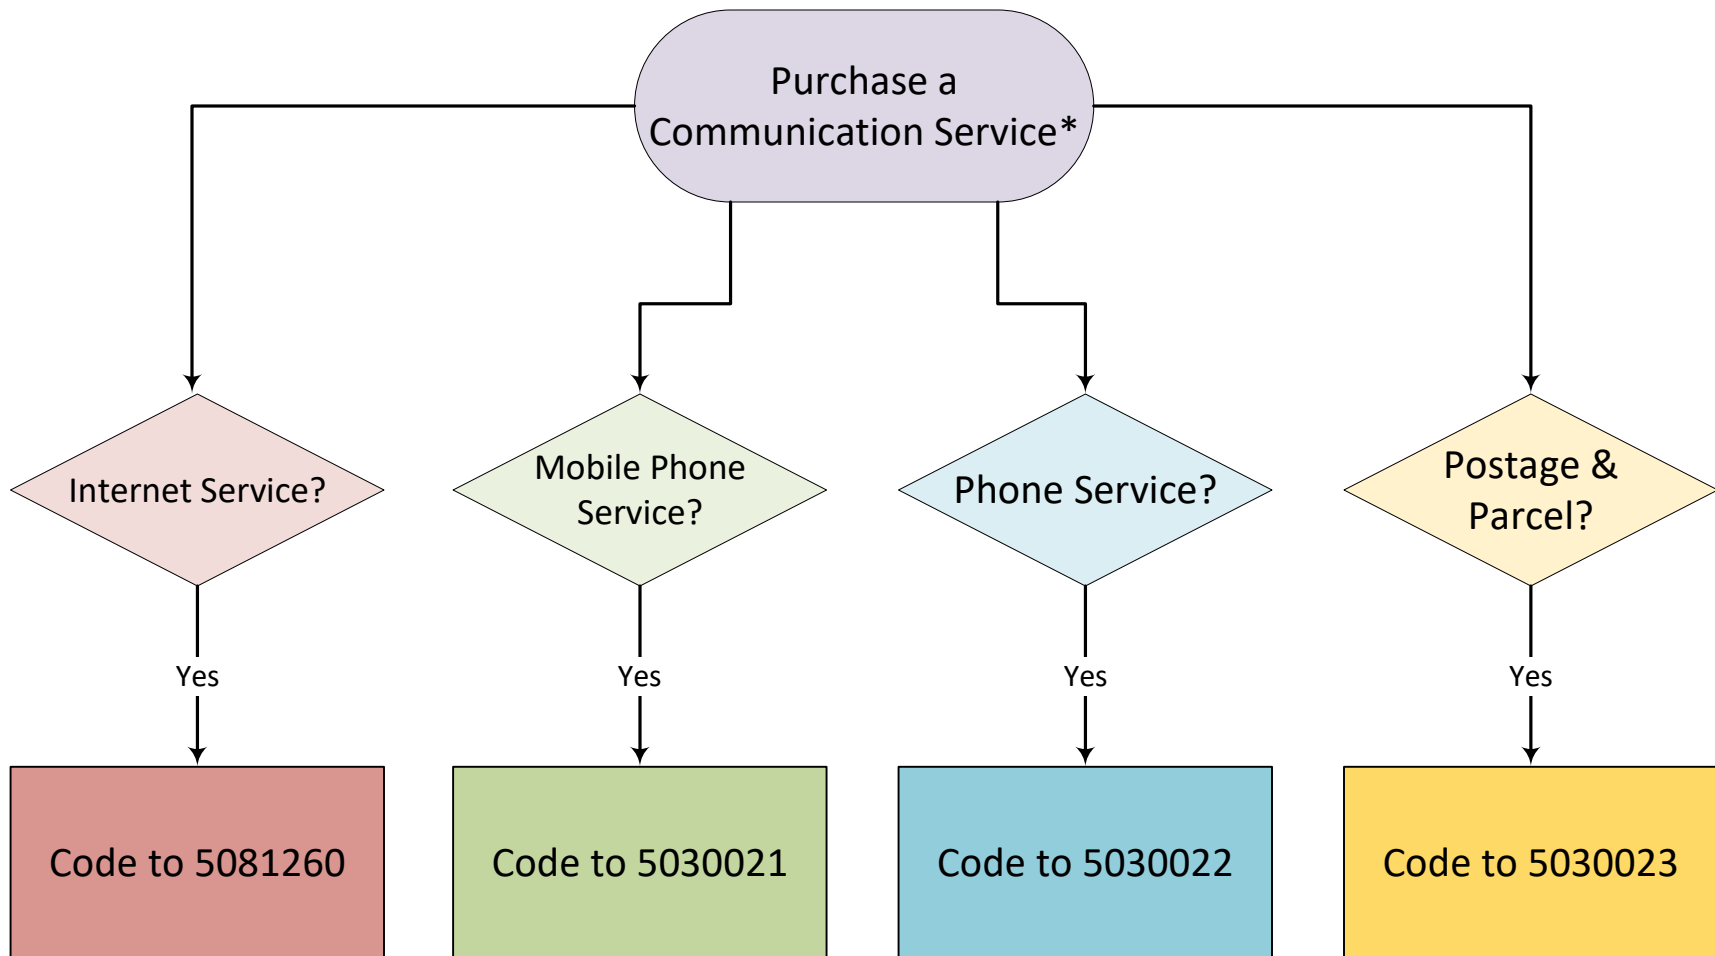 Purchase a
Communication Service*
Internet Service?
Mobile Phone
Service?
Phone Service?
Postage &
Parcel?
Yes
Yes
Yes
Yes
Code to 5081260
Code to 5030021
Code to 5030022
Code to 5030023